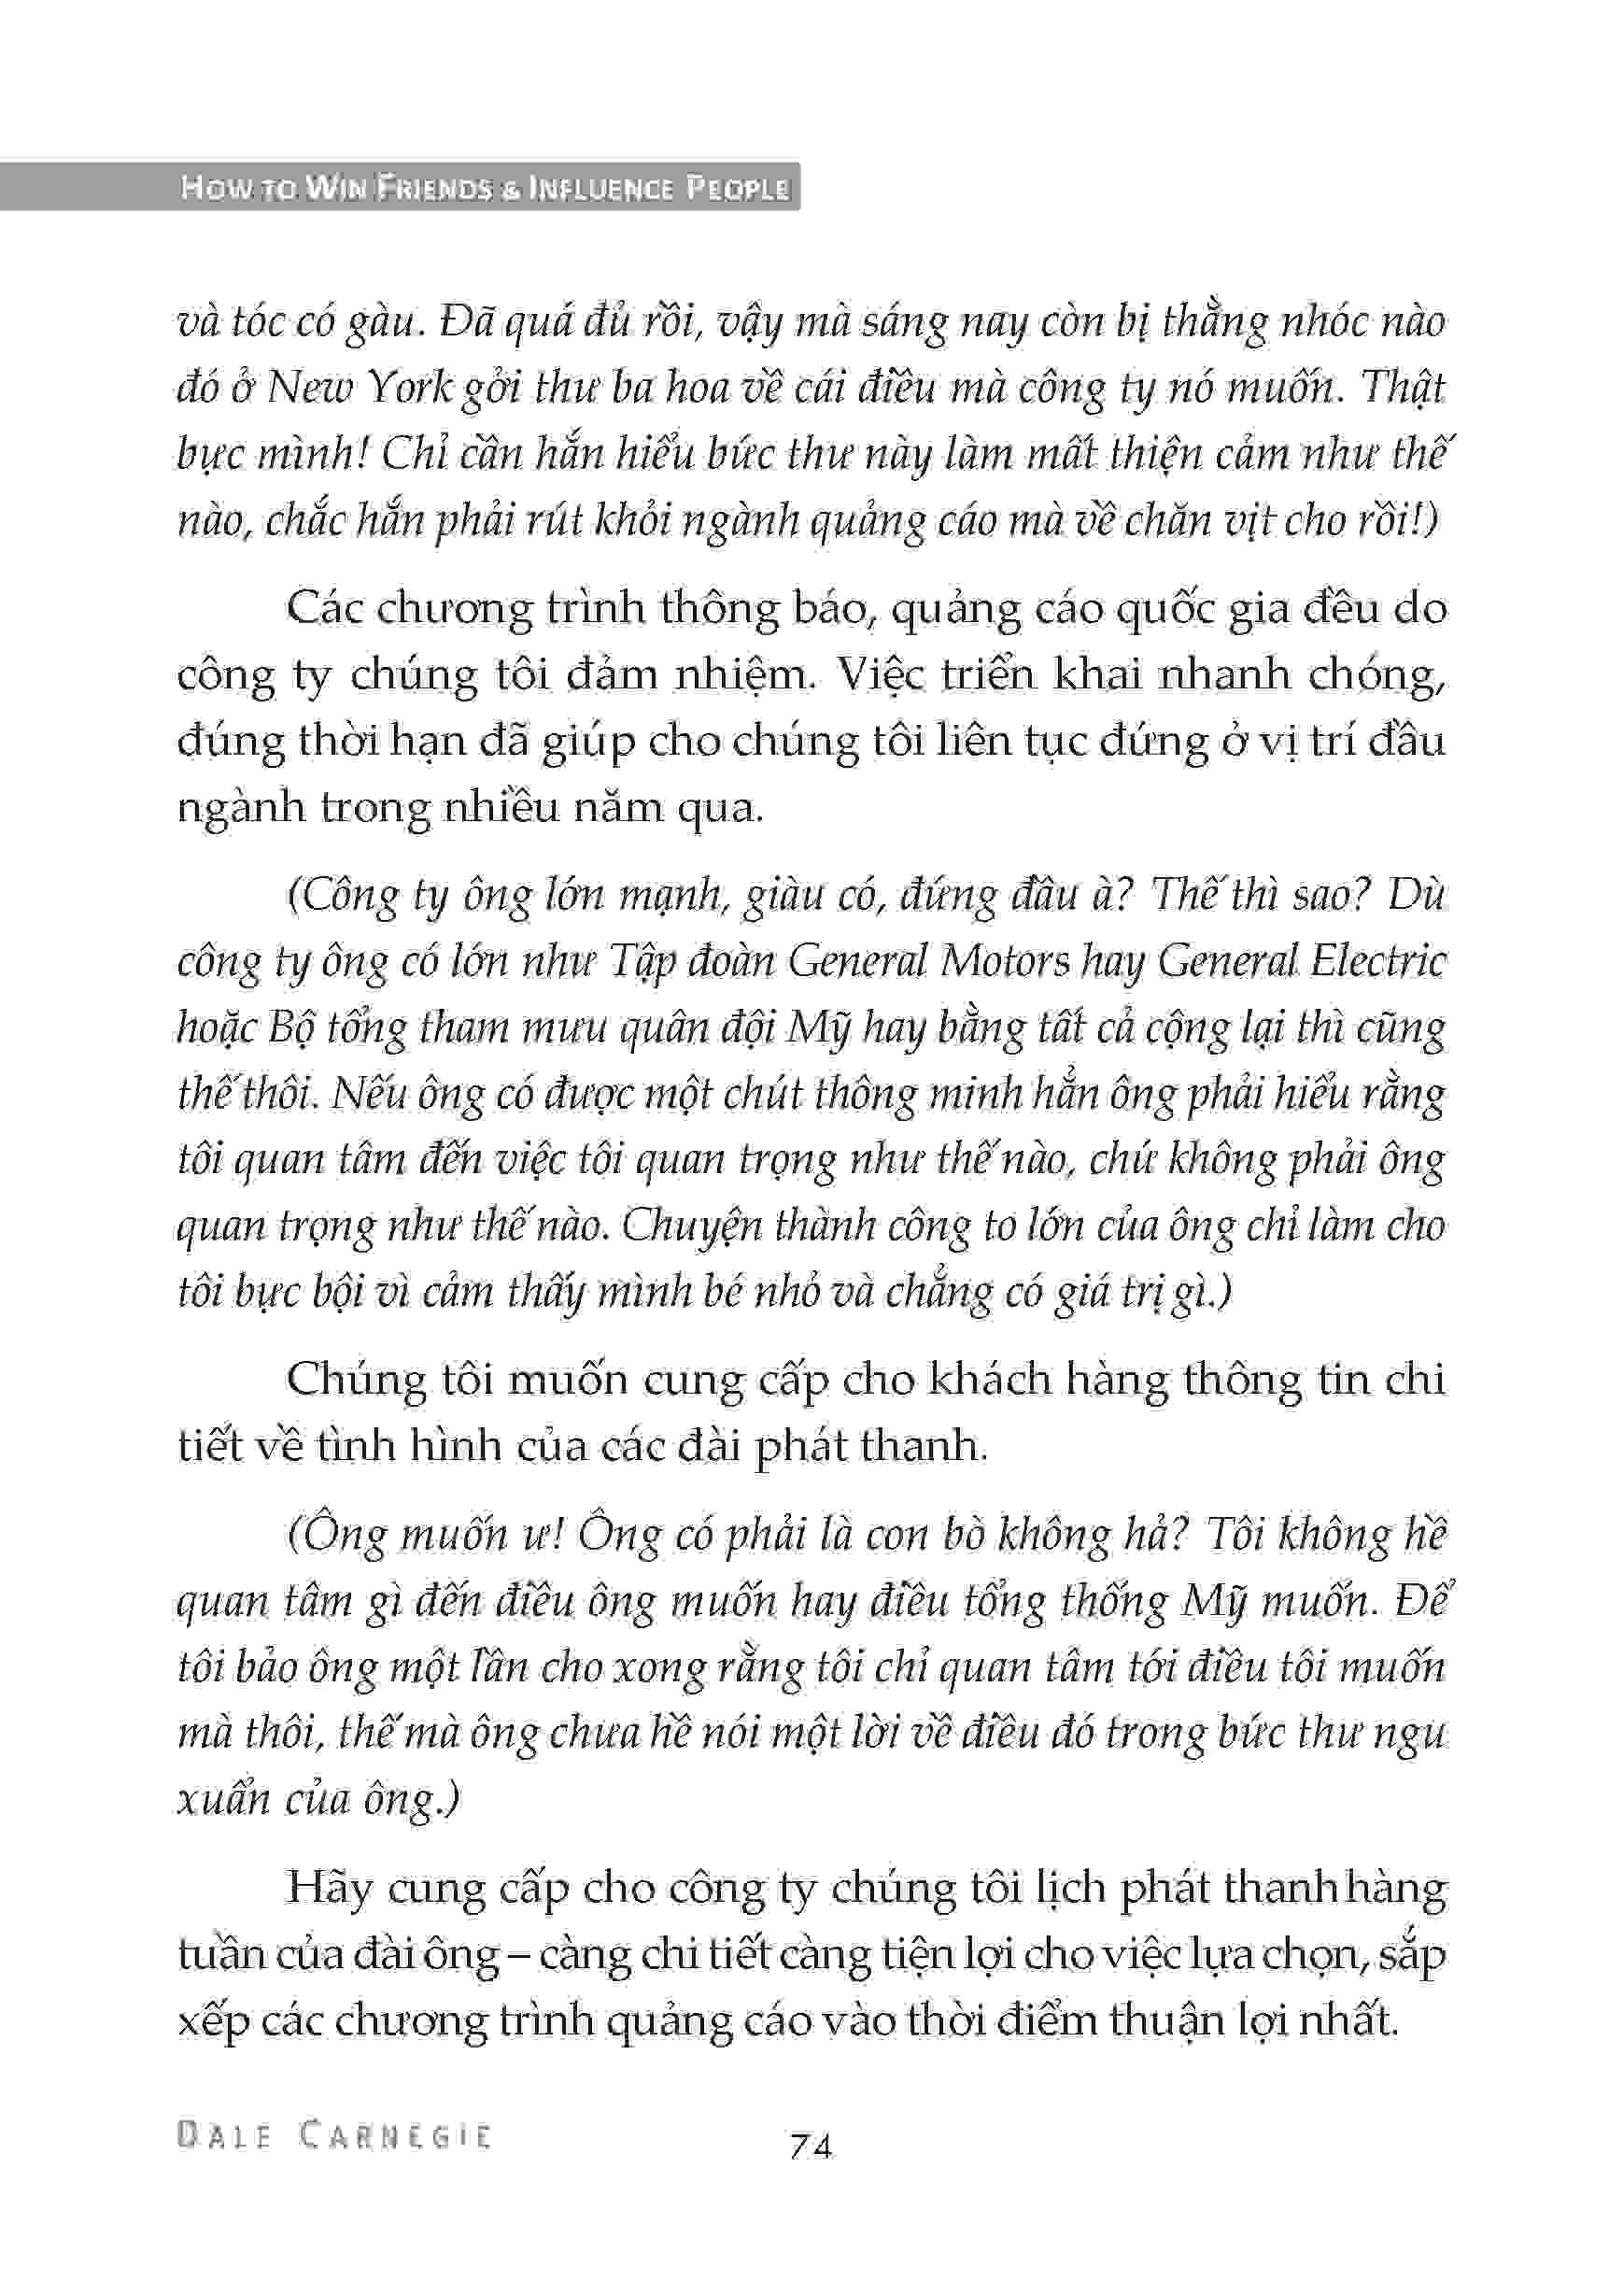 HOW TO WIN FRIENDS & INFLUENCE PEOPLE
và tóc có gàu. Đã quá đủ rồi, vậy mà sáng nay còn bị thằng nhóc nào
đó ở New York gởi thư ba hoa về cái điều mà công ty nó muốn. Thật
bực mình! Chỉ cần hắn hiểu bức thư này làm mất thiện cảm như thế
nào, chắc hắn phải rút khỏi ngành quảng cáo mà về chăn vịt cho rồi!)
Các chương trình thông báo, quảng cáo quốc gia đều do
công ty chúng tôi đảm nhiệm. Việc triển khai nhanh chóng,
đúng thời hạn đã giúp cho chúng tôi liên tục đứng ở vị trí đầu
ngành trong nhiều năm qua.
(Công ty ông lớn mạnh, giàu có, đứng đầu à? Thế thì sao? Dù
công ty ông có lớn như Tập đoàn General Motors hay General Electric
hoặc Bộ tổng tham mưu quân đội Mỹ hay bằng tất cả cộng lại thì cũng
thế thôi. Nếu ông có được một chút thông minh hẳn ông phải hiểu rằng
tôi quan tâm đến việc tôi quan trọng như thế nào, chứ không phải ông
quan trọng như thế nào. Chuyện thành công to lớn của ông chỉ làm cho
tôi bực bội vì cảm thấy mình bé nhỏ và chẳng có giá trị gì.)
Chúng tôi muốn cung cấp cho khách hàng thông tin chi
tiết về tình hình của các đài phát thanh.
(Ông muốn ư! Ông có phải là con bò không hả? Tôi không hề
quan tâm gì đến điều ông muốn hay điều tổng thống Mỹ muốn. Để
tôi bảo ông một lần cho xong rằng tôi chỉ quan tâm tới điều tôi muốn
mà thôi, thế mà ông chưa hề nói một lời về điều đó trong bức thư ngu
xuẩn của ông.)
Hãy cung cấp cho công ty chúng tôi lịch phát thanh hàng
tuần của đài ông – càng chi tiết càng tiện lợi cho việc lựa chọn, sắp
xếp các chương trình quảng cáo vào thời điểm thuận lợi nhất.
DALE CARNEGIE
74